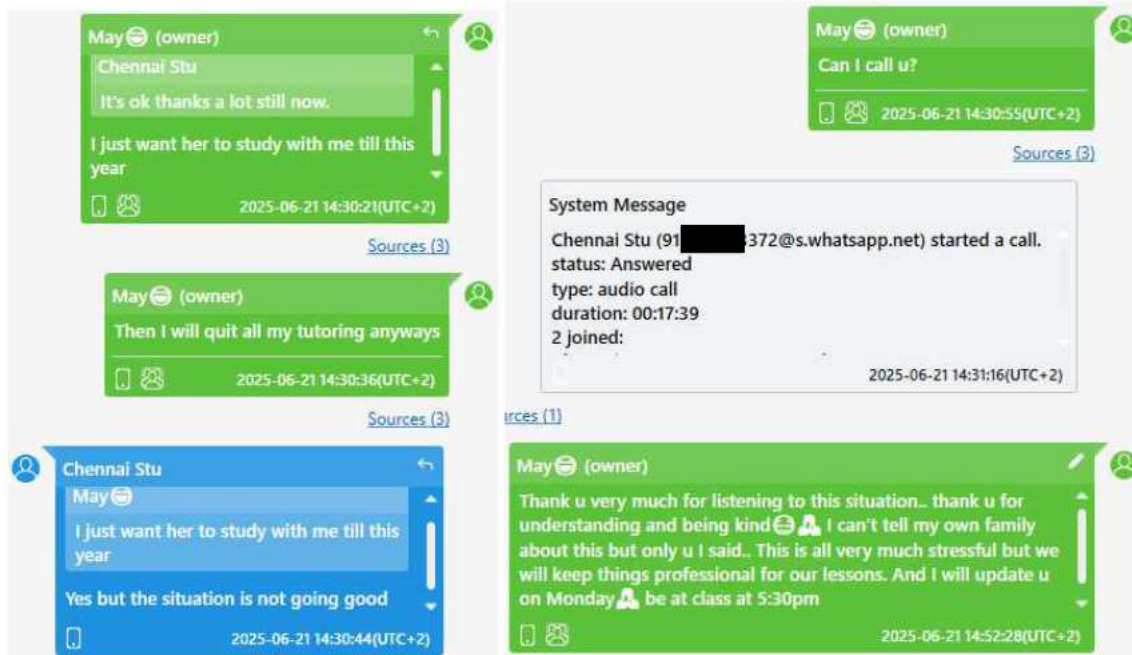 May😁 (owner)
Chennai Stu
It's ok thanks a lot still now.
I just want her to study with me till this
year
2025-06-21 14:30:21(UTC+2)
Sources (3)
May😁 (owner)
Then I will quit all my tutoring anyways
2025-06-21 14:30:36(UTC+2)
Sources (3)
Chennai Stu
May😁
I just want her to study with me till this
year
Yes but the situation is not going good
2025-06-21 14:30:44(UTC+2)
May😁 (owner)
Can I call u?
2025-06-21 14:30:55(UTC+2)
Sources (3)
System Message
Chennai Stu (91 372@s.whatsapp.net) started a call.
status: Answered
type: audio call
duration: 00:17:39
2 joined:
2025-06-21 14:31:16(UTC+2)
urces (1)
May😁 (owner)
Thank u very much for listening to this situation.. thank u for
understanding and being kind I can't tell my own family
about this but only u I said.. This is all very much stressful but we
will keep things professional for our lessons. And I will update u
on Monday be at class at 5:30pm
2025-06-21 14:52:28(UTC+2)